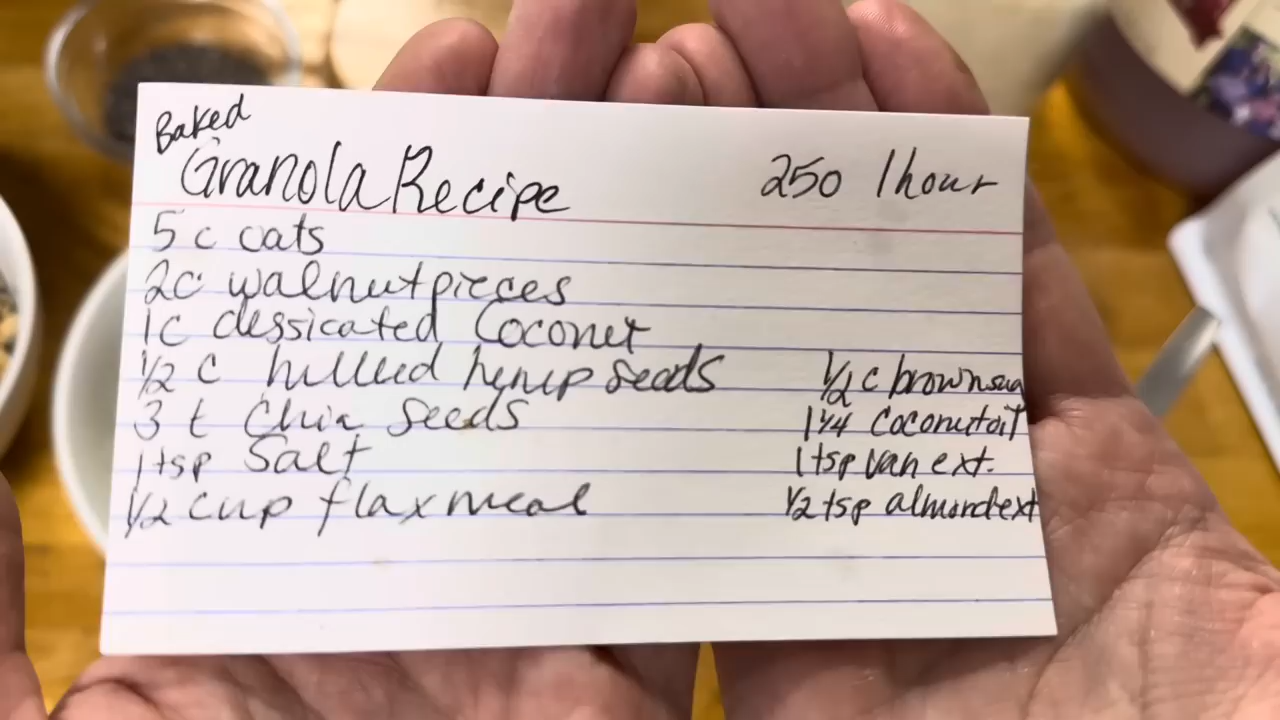 Baked
Granola Recipe 250 1hour
5 c oats
2c walnut pieces
1c dessicated Coconut
1/2 c hulled hemp seeds 1/2 c brown sug
3 t Chia Seeds 1 1/4 Coconut oil
1 tsp Salt 1 tsp van ext.
1/2 cup flax meal 1/2 tsp almond ext